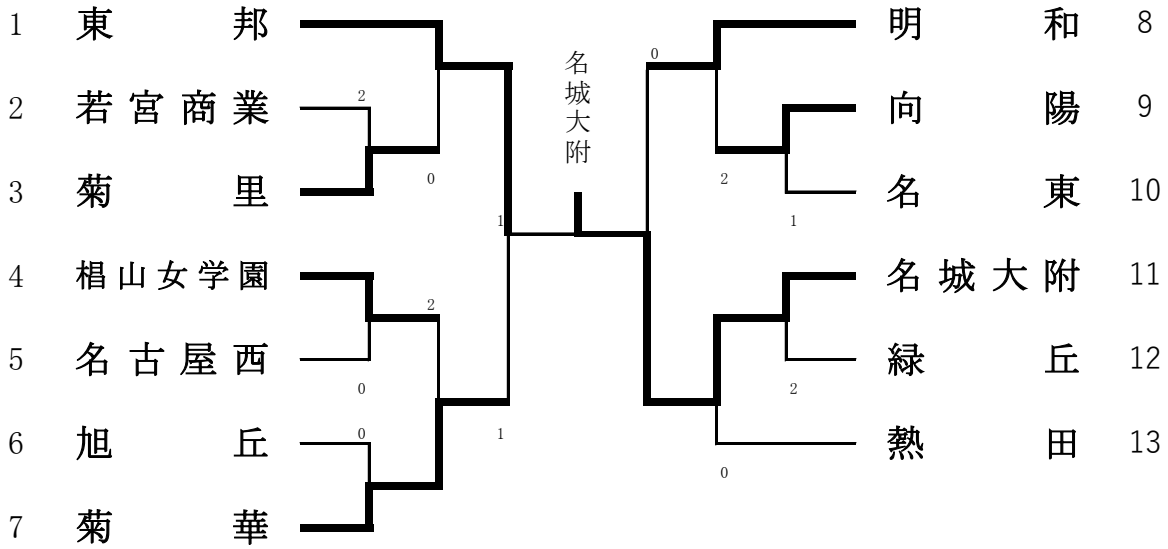 1 東邦
2 若宮商業
3 菊里
4 椙山女学園
5 名古屋西
6 旭丘
7 菊華
2
0
1
2
0
0
1
名城大附
0
2
1
2
0
明和 8
向陽 9
名東 10
名城大附 11
緑丘 12
熱田 13